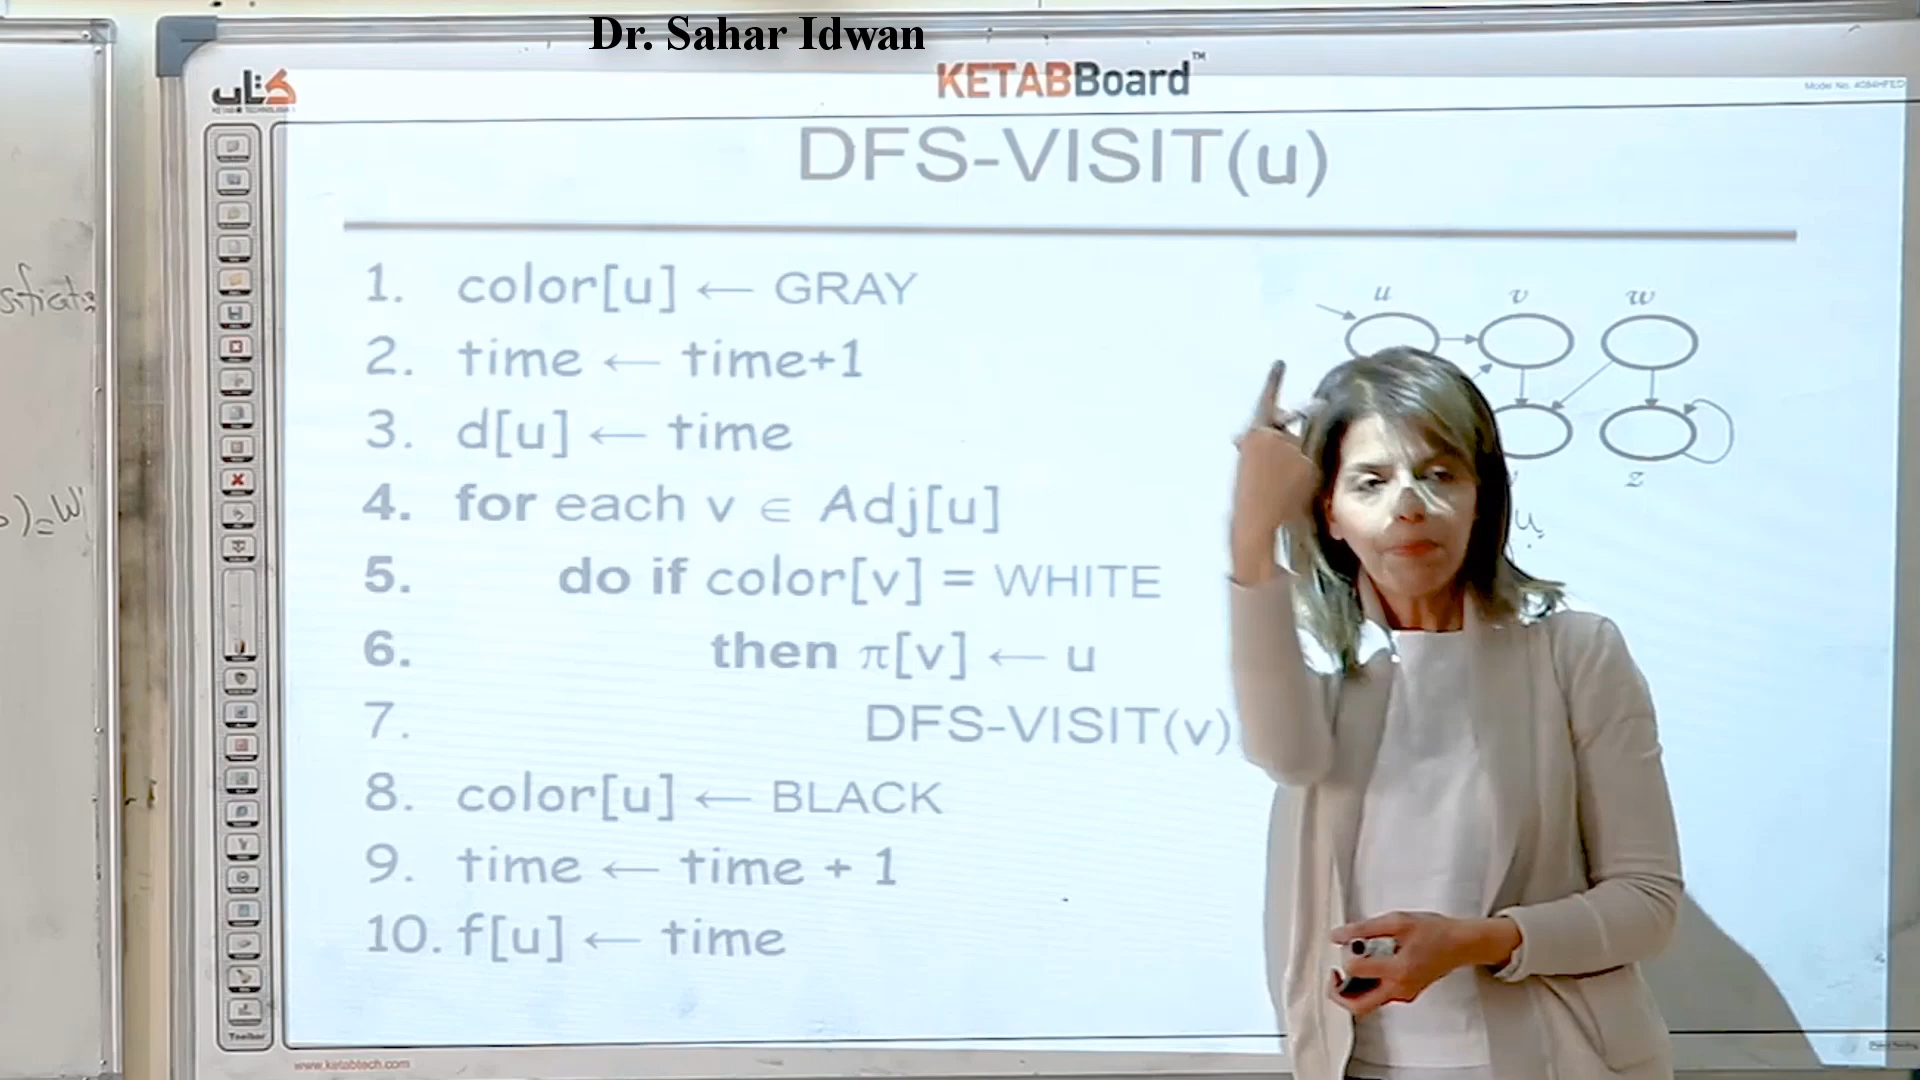 Dr. Sahar Idwan
كتاب
KETABBoard™
DFS-VISIT(u)
1. color[u] ← GRAY
2. time ← time+1
3. d[u] ← time
4. for each v ∈ Adj[u]
5. do if color[v] = WHITE
6. then π[v] ← u
7. DFS-VISIT(v)
8. color[u] ← BLACK
9. time ← time + 1
10. f[u] ← time
u v w
z
u
Toolbar
www.ketabtech.com